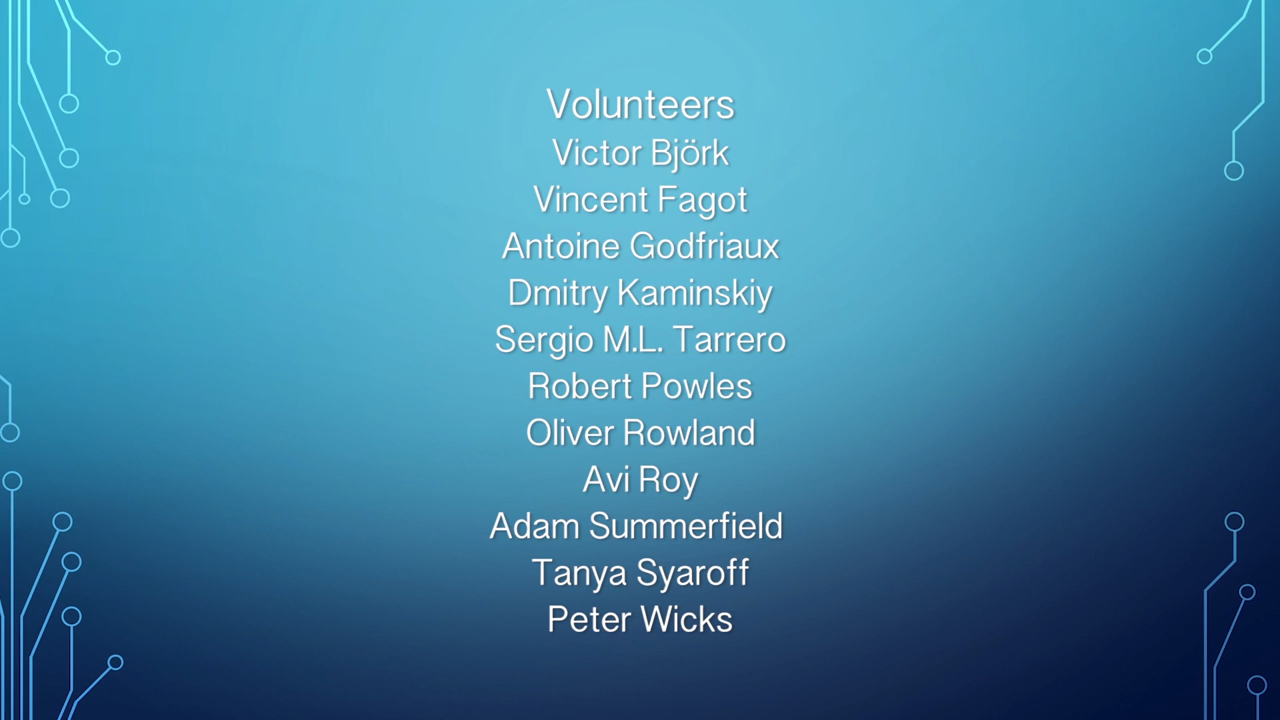 Volunteers
Victor Björk
Vincent Fagot
Antoine Godfriaux
Dmitry Kaminskiy
Sergio M.L. Tarrero
Robert Powles
Oliver Rowland
Avi Roy
Adam Summerfield
Tanya Syaroff
Peter Wicks